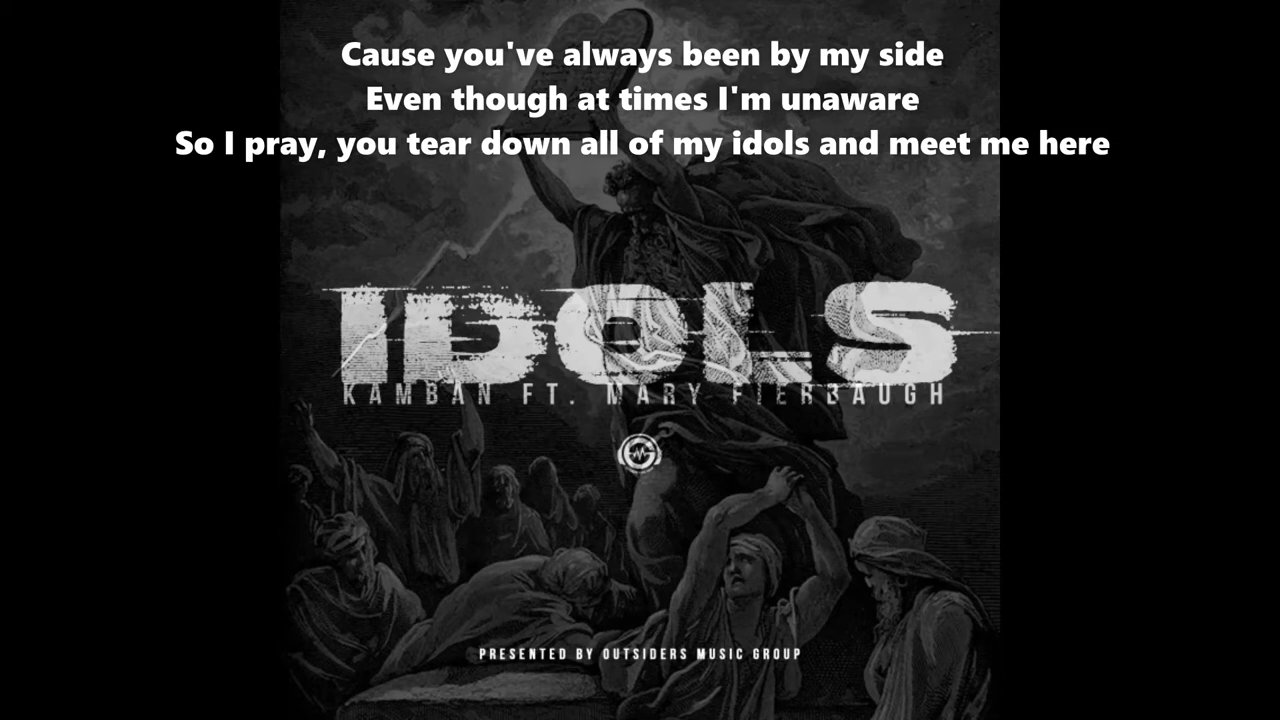 Cause you've always been by my side
Even though at times I'm unaware
So I pray, you tear down all of my idols and meet me here
IDOLS
KAMBAN FT. MARY FIERBAUGH
PRESENTED BY OUTSIDERS MUSIC GROUP